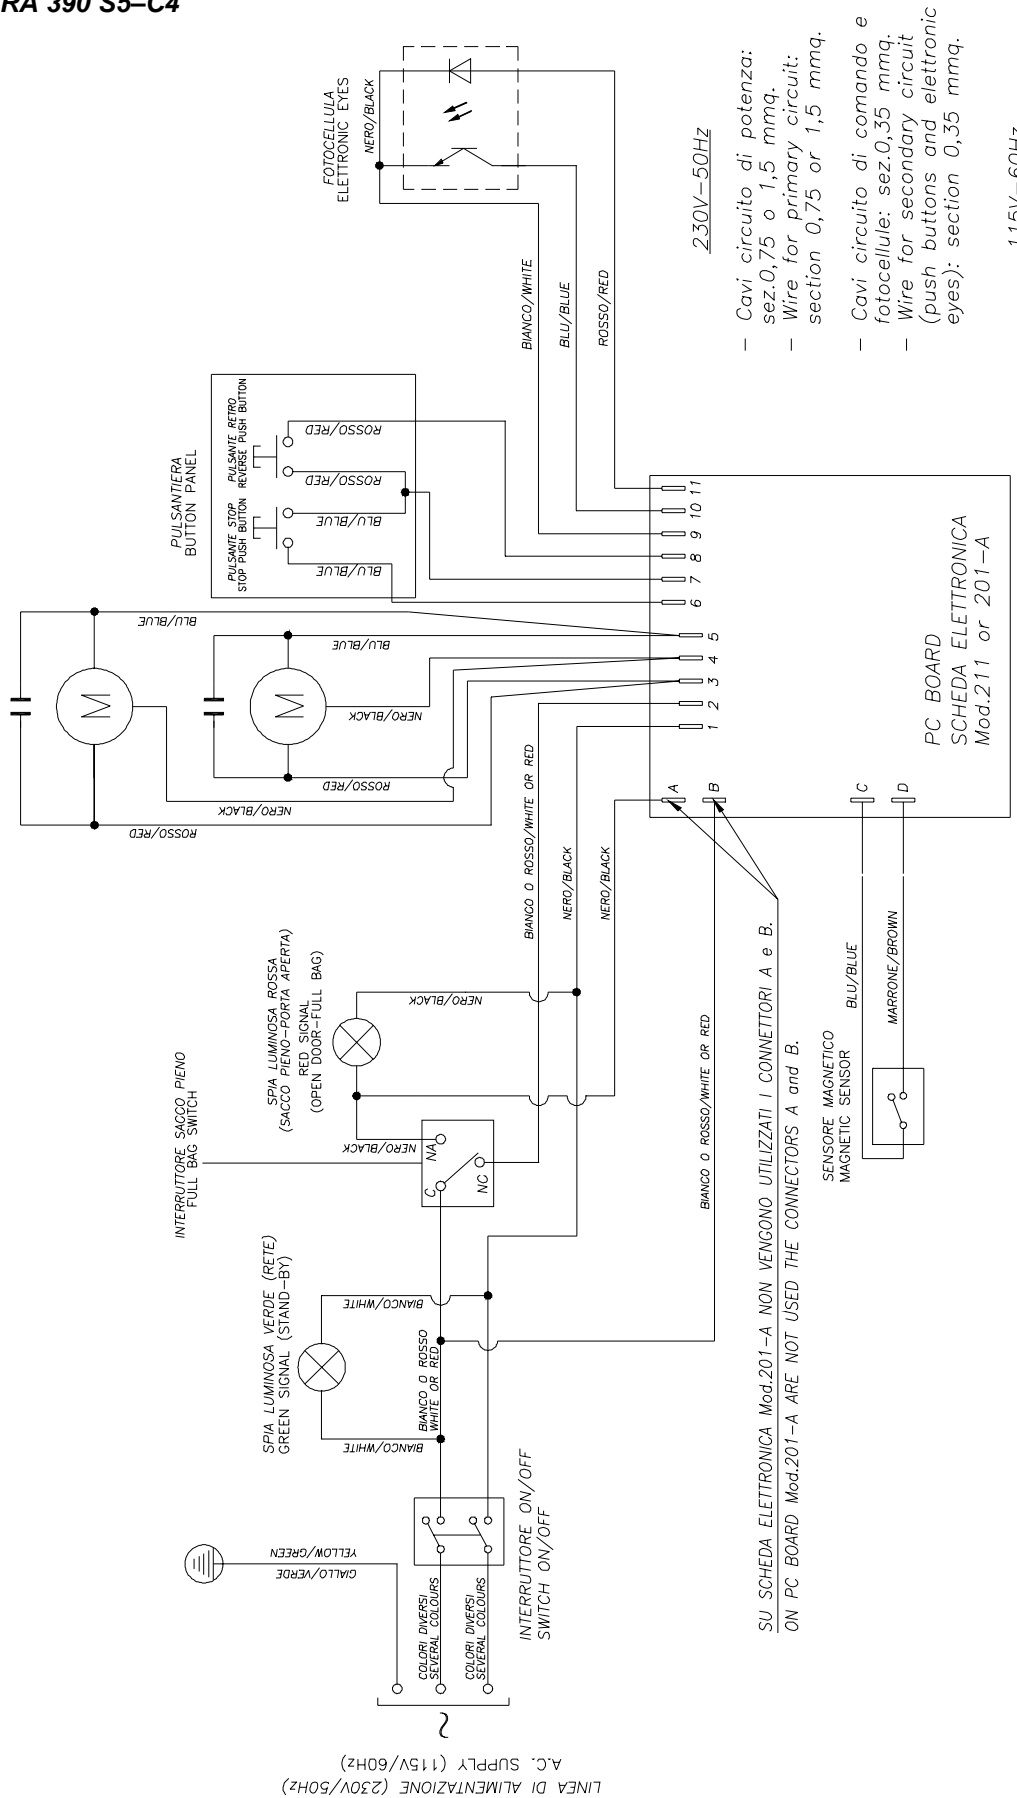 RA 390 S5–C4
FOTOCELLULA
ELETTRONIC EYES
NERO/BLACK
BIANCO/WHITE
BLU/BLUE
ROSSO/RED
230V–50Hz
– Cavi circuito di potenza:
sez.0,75 o 1,5 mmq.
– Wire for primary circuit:
section 0,75 or 1,5 mmq.
– Cavi circuito di comando e
fotocellule: sez.0,35 mmq.
– Wire for secondary circuit
(push buttons and elettronic
eyes): section 0,35 mmq.
115V–60Hz
PULSANTIERA
BUTTON PANEL
PULSANTE STOP
STOP PUSH BUTTON
PULSANTE RETRO
REVERSE PUSH BUTTON
ROSSO/RED
ROSSO/RED
BLU/BLUE
BLU/BLUE
M
M
BLU/BLUE
BLU/BLUE
NERO/BLACK
ROSSO/RED
NERO/BLACK
ROSSO/RED
11
10
9
8
7
6
5
4
3
2
1
A
B
C
D
PC BOARD
SCHEDA ELETTRONICA
Mod.211 or 201–A
BIANCO O ROSSO/WHITE OR RED
NERO/BLACK
NERO/BLACK
SPIA LUMINOSA ROSSA
(SACCO PIENO–PORTA APERTA)
RED SIGNAL
(OPEN DOOR–FULL BAG)
NERO/BLACK
NERO/BLACK
INTERRUTTORE SACCO PIENO
FULL BAG SWITCH
C
NA
NC
BIANCO O ROSSO/WHITE OR RED
BLU/BLUE
MARRONE/BROWN
SENSORE MAGNETICO
MAGNETIC SENSOR
SPIA LUMINOSA VERDE (RETE)
GREEN SIGNAL (STAND–BY)
BIANCO/WHITE
BIANCO/WHITE
BIANCO O ROSSO
WHITE OR RED
INTERRUTTORE ON/OFF
SWITCH ON/OFF
SU SCHEDA ELETTRONICA Mod.201–A NON VENGONO UTILIZZATI I CONNETTORI A e B.
ON PC BOARD Mod.201–A ARE NOT USED THE CONNECTORS A and B.
YELLOW/GREEN
GIALLO/VERDE
COLORI DIVERSI
SEVERAL COLOURS
COLORI DIVERSI
SEVERAL COLOURS
~
A.C. SUPPLY (115V/60Hz)
LINEA DI ALIMENTAZIONE (230V/50Hz)